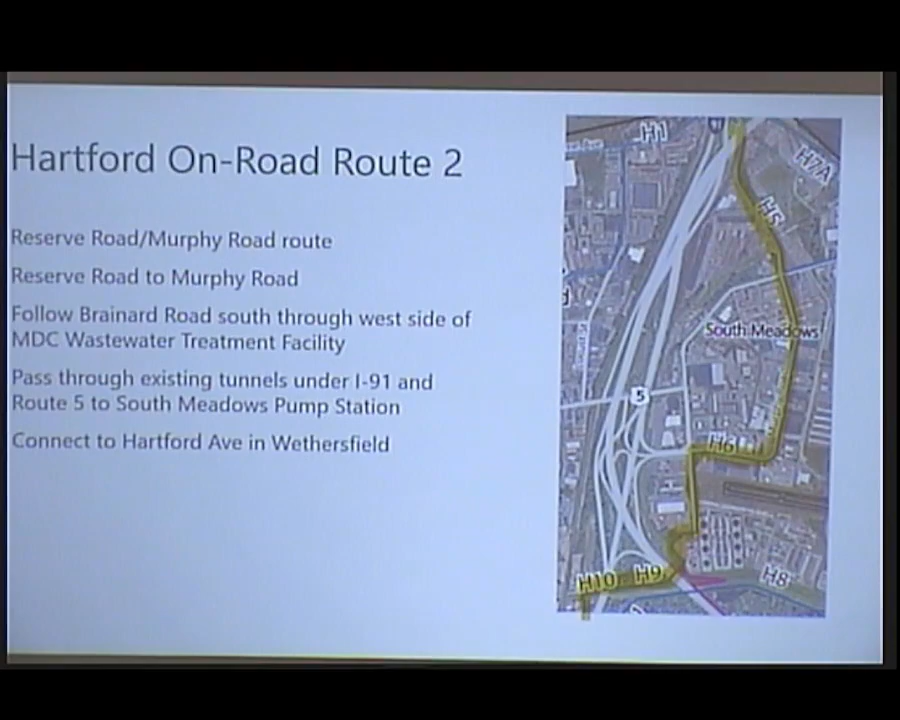 Hartford On-Road Route 2
Reserve Road/Murphy Road route
Reserve Road to Murphy Road
Follow Brainard Road south through west side of
MDC Wastewater Treatment Facility
Pass through existing tunnels under I-91 and
Route 5 to South Meadows Pump Station
Connect to Hartford Ave in Wethersfield
H1
H7A
H5
South Meadows
5
H6
H10
H9
H8